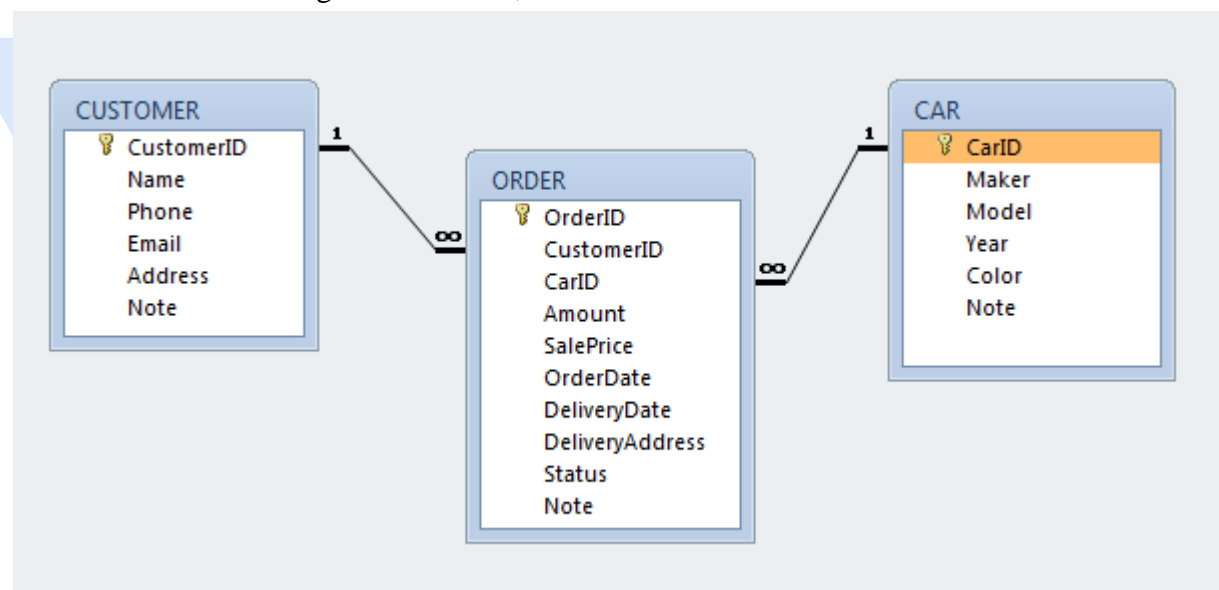 CUSTOMER
CustomerID
Name
Phone
Email
Address
Note
1
∞
ORDER
OrderID
CustomerID
CarID
Amount
SalePrice
OrderDate
DeliveryDate
DeliveryAddress
Status
Note
∞
1
CAR
CarID
Maker
Model
Year
Color
Note